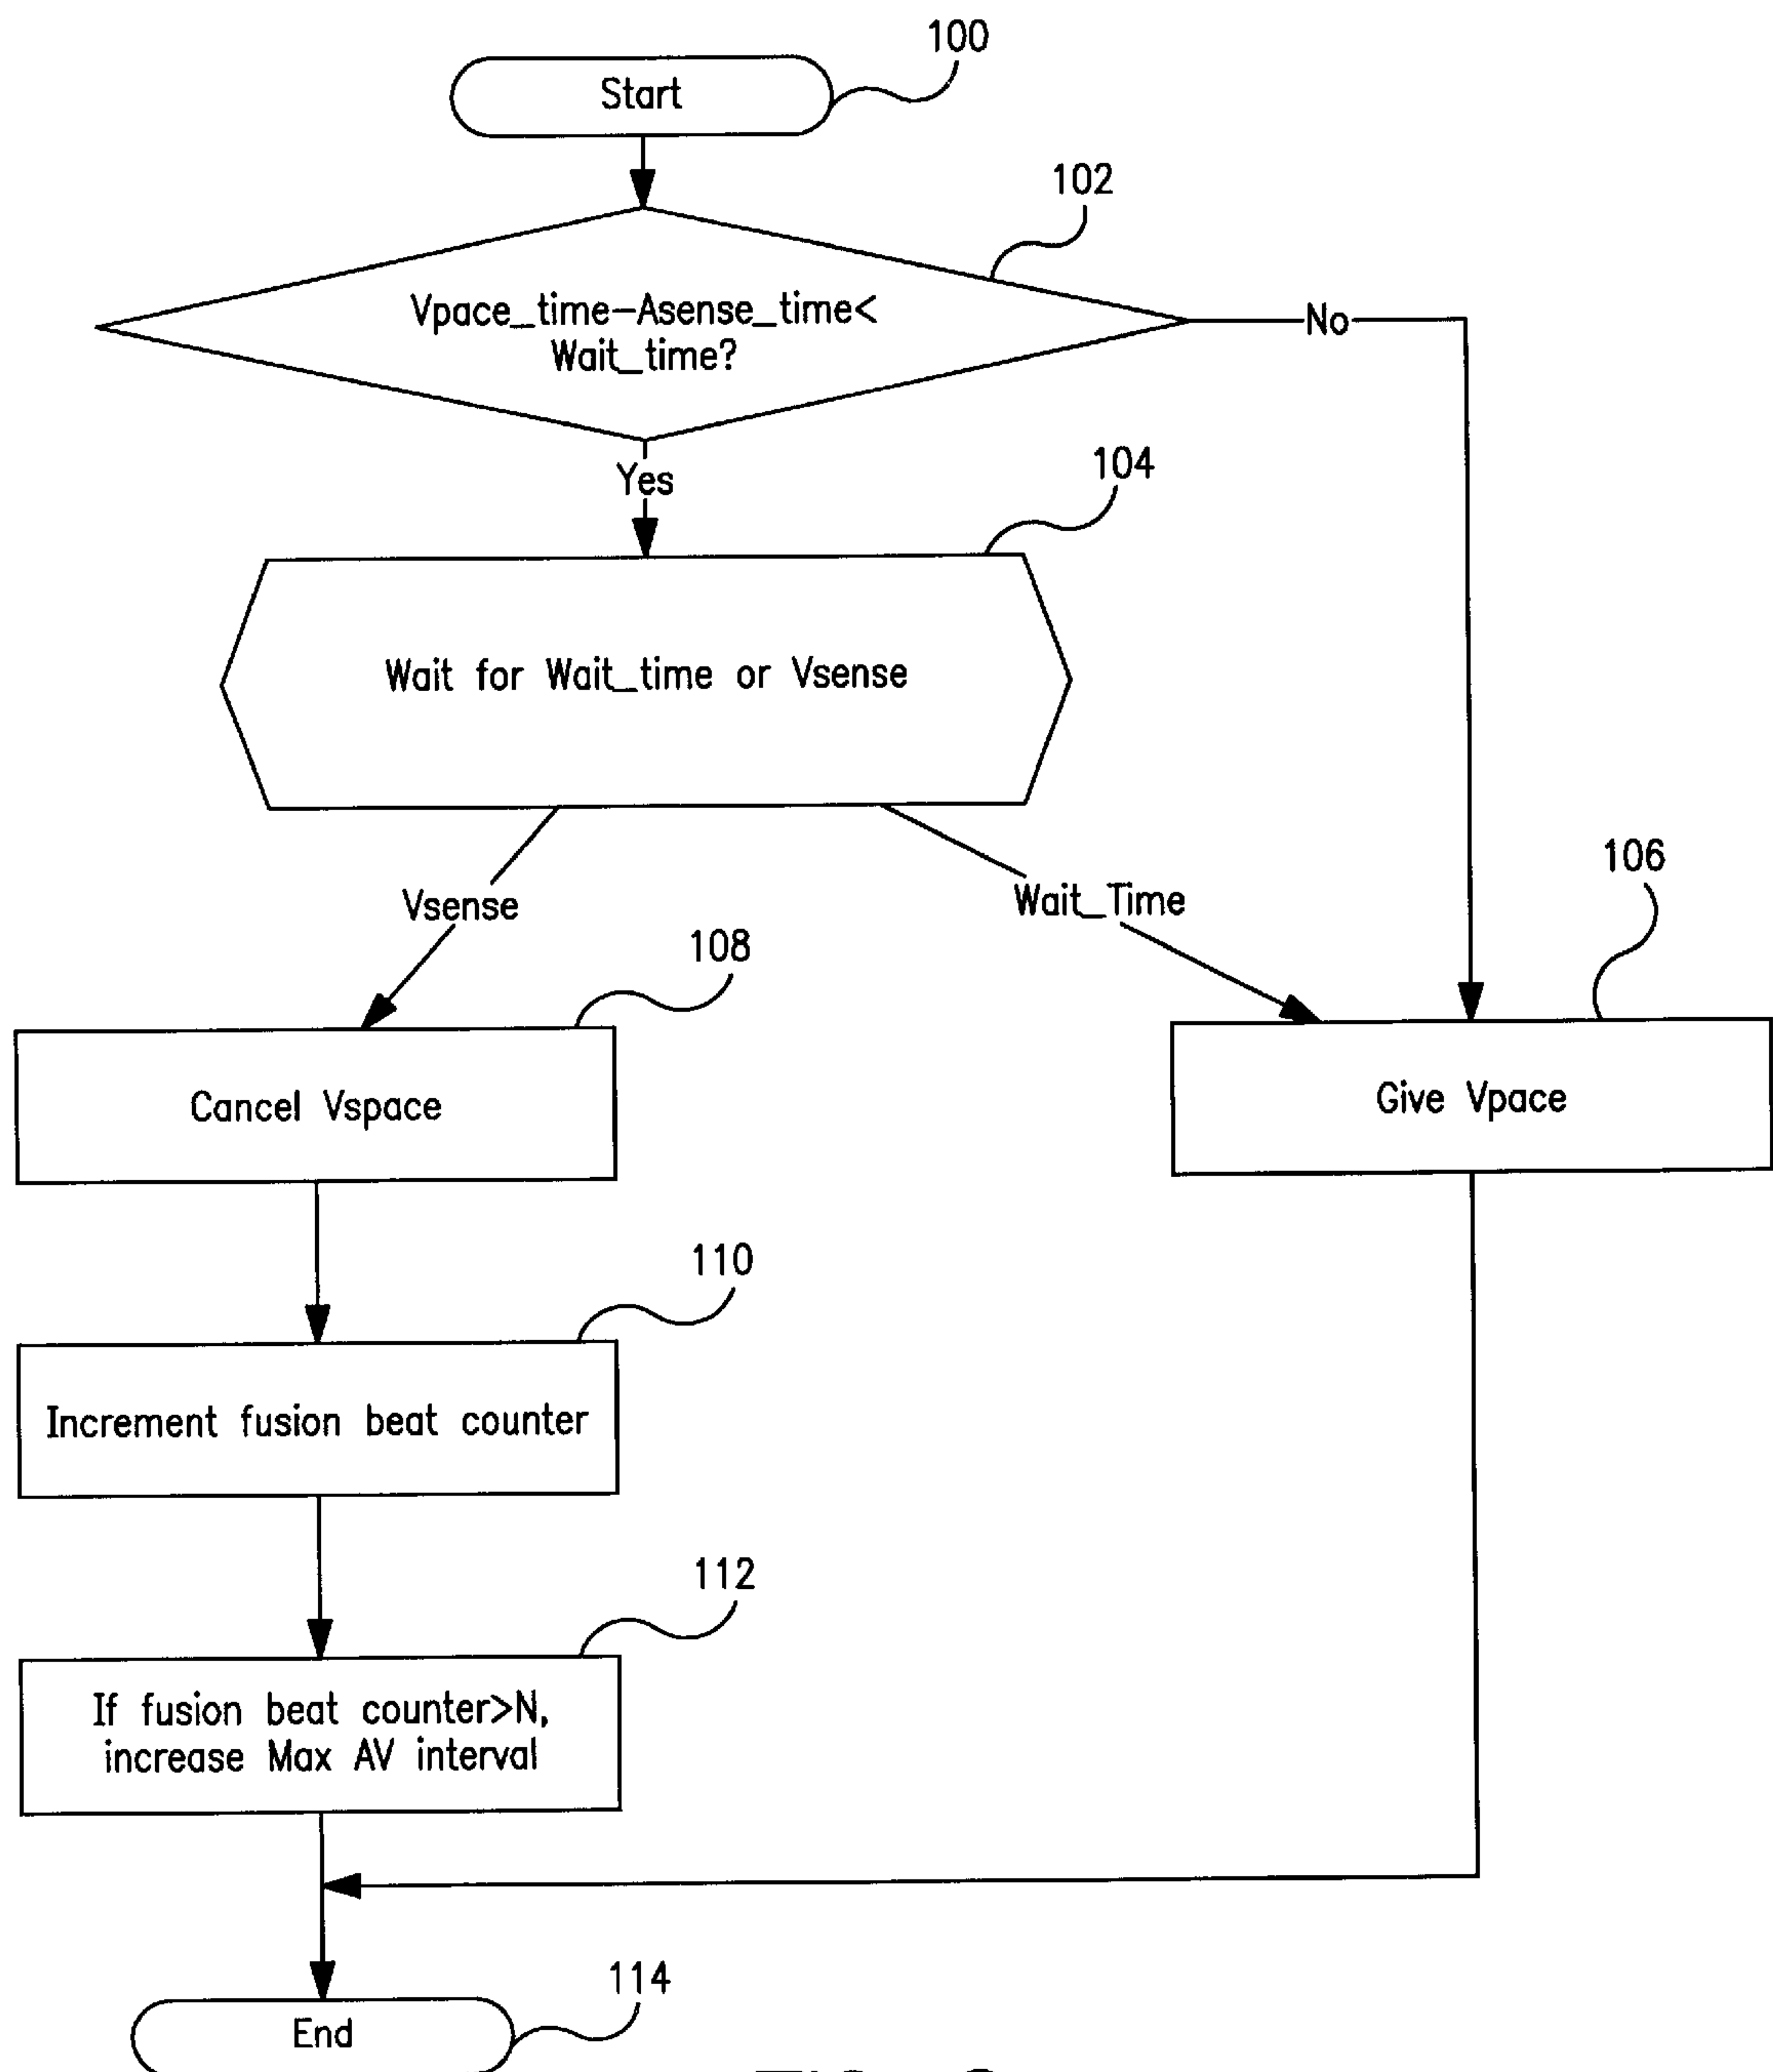 100
Start
102
Vpace_time-Asense_time<
Wait_time?
No
Yes
104
Wait for Wait_time or Vsense
Vsense
Wait_Time
106
108
Cancel Vspace
Give Vpace
110
Increment fusion beat counter
112
If fusion beat counter>N,
increase Max AV interval
114
End